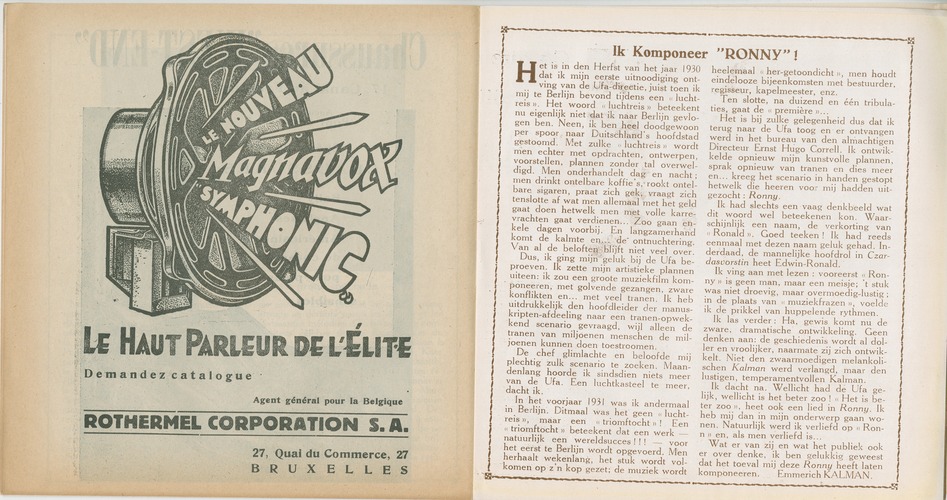 LE NOUVEAU
Magnavox
SYMPHONIC
LE HAUT PARLEUR DE L'ÉLITE
Demandez catalogue
Agent général pour la Belgique
ROTHERMEL CORPORATION S. A.
27, Quai du Commerce, 27
BRUXELLES
Ik Komponeer "RONNY" !
Het is in den Herfst van het jaar 1930
dat ik mijn eerste uitnoodiging ont-
ving van de Ufa-directie, juist toen ik
mij te Berlijn bevond tijdens een « lucht-
reis ». Het woord « luchtreis » beteekent
nu eigenlijk niet dat ik naar Berlijn gevlo-
gen ben. Neen, ik ben heel doodgewoon
per spoor naar Duitschland's hoofdstad
gestoomd. Met zulke « luchtreis » wordt
men echter met opdrachten, ontwerpen,
voorstellen, plannen zonder tal overwel-
digd. Men onderhandelt dag en nacht;
men drinkt ontelbare koffie's, rookt ontel-
bare sigaren, praat zich gek, vraagt zich
tenslotte af wat men allemaal met het geld
gaat doen hetwelk men met volle karre-
vrachten gaat verdienen... Zoo gaan en-
kele dagen voorbij. En langzamerhand
komt de kalmte en... de ontnuchtering.
Van al de beloften blijft niet veel over.
Dus, ik ging mijn geluk bij de Ufa be-
proeven. Ik zette mijn artistieke plannen
uiteen: ik zou een groote muziekfilm kom-
poneeren, met golvende gezangen, zware
konflikten en... met veel tranen. Ik heb
uitdrukkelijk den hoofdleider der manus-
kripten-afdeeling naar een tranen-opwek-
kend scenario gevraagd, wijl alleen de
tranen van miljoenen menschen de mil-
joenen kunnen doen toestroomen.
De chef glimlachte en beloofde mij
plechtig zulk scenario te zoeken. Maan-
denlang hoorde ik sindsdien niets meer
van de Ufa. Een luchtkasteel te meer,
dacht ik.
In het voorjaar 1931 was ik andermaal
in Berlijn. Ditmaal was het geen « lucht-
reis », maar een « triomftocht » ! Een
« triomftocht » beteekent dat een werk —
natuurlijk een wereldsucces ! ! ! — voor
het eerst te Berlijn wordt opgevoerd. Men
herhaalt wekenlang, het stuk wordt vol-
komen op z'n kop gezet; de muziek wordt
heelemaal « her-getoondicht », men houdt
eindelooze bijeenkomsten met bestuurder,
regisseur, kapelmeester, enz.
Ten slotte, na duizend en één tribula-
ties, gaat de « première »...
Het is bij zulke gelegenheid dus dat ik
terug naar de Ufa toog en er ontvangen
werd in het bureau van den almachtigen
Directeur Ernst Hugo Correll. Ik ontwik-
kelde opnieuw mijn kunstvolle plannen,
sprak opnieuw van tranen en dies meer
en... kreeg het scenario in handen gestopt
hetwelk die heeren voor mij hadden uit-
gezocht : Ronny.
Ik had slechts een vaag denkbeeld wat
dit woord wel beteekenen kon. Waar-
schijnlijk een naam, de verkorting van
« Ronald ». Goed teeken ! Ik had reeds
eenmaal met dezen naam geluk gehad. In-
derdaad, de mannelijke hoofdrol in Czar-
dasvorstin heet Edwin-Ronald.
Ik ving aan met lezen : vooreerst « Ron-
ny » is geen man, maar een meisje; 't stuk
was niet droevig, maar overmoedig-lustig ;
in de plaats van « muziekfrazen », voelde
ik de prikkel van huppelende rythmen.
Ik las verder : Ha, gewis komt nu de
zware, dramatische ontwikkeling. Geen
denken aan: de geschiedenis wordt al dol-
ler en vroolijker, naarmate zij zich ontwik-
kelt. Niet den zwaarmoedigen melankoli-
schen Kalman werd verlangd, maar den
lustigen, temperamentvollen Kalman.
Ik dacht na. Wellicht had de Ufa ge-
lijk, wellicht is het beter zoo ! « Het is be-
ter zoo », heet ook een lied in Ronny. Ik
heb mij dan in mijn onderwerp gaan wo-
nen. Natuurlijk werd ik verliefd op « Ron-
ny » en, als men verliefd is...
Wat er van zij en wat het publiek ook
er over denke, ik ben gelukkig geweest
dat het toeval mij deze Ronny heeft laten
komponeeren. Emmerich KALMAN.